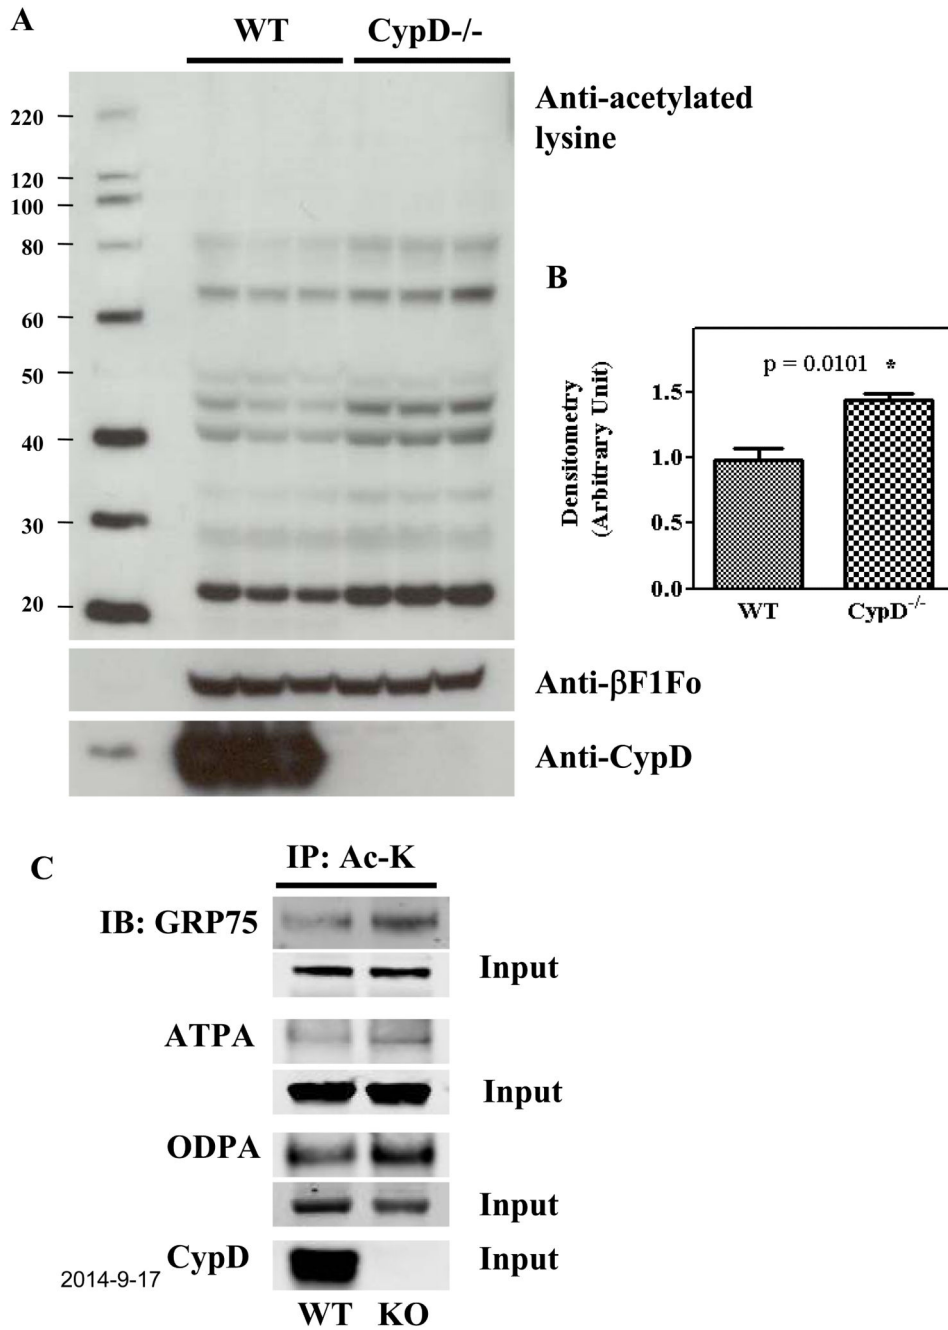 A
WT CypD-/-
Anti-acetylated
lysine
220
120
100
80
60
50
40
30
20
Anti-βF1Fo
Anti-CypD
B
p = 0.0101 *
Densitometry
(Arbitrary Unit)
1.5
1.0
0.5
0.0
WT CypD-/-
C
IP: Ac-K
IB: GRP75
Input
ATPA
Input
ODPA
Input
CypD Input
2014-9-17
WT KO